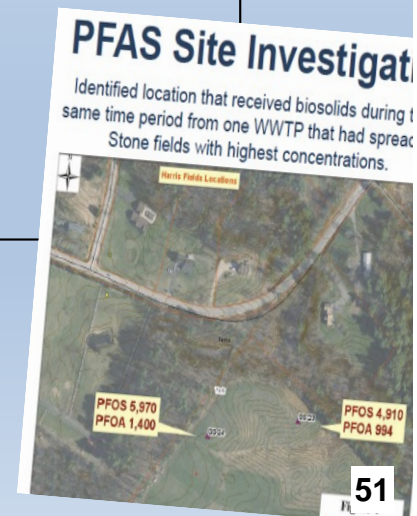 PFAS Site Investigati
Identified location that received biosolids during t
same time period from one WWTP that had spread
Stone fields with highest concentrations.
Harris Fields Locations
PFOS 5,970
PFOA 1,400
PFOS 4,910
PFOA 994
51